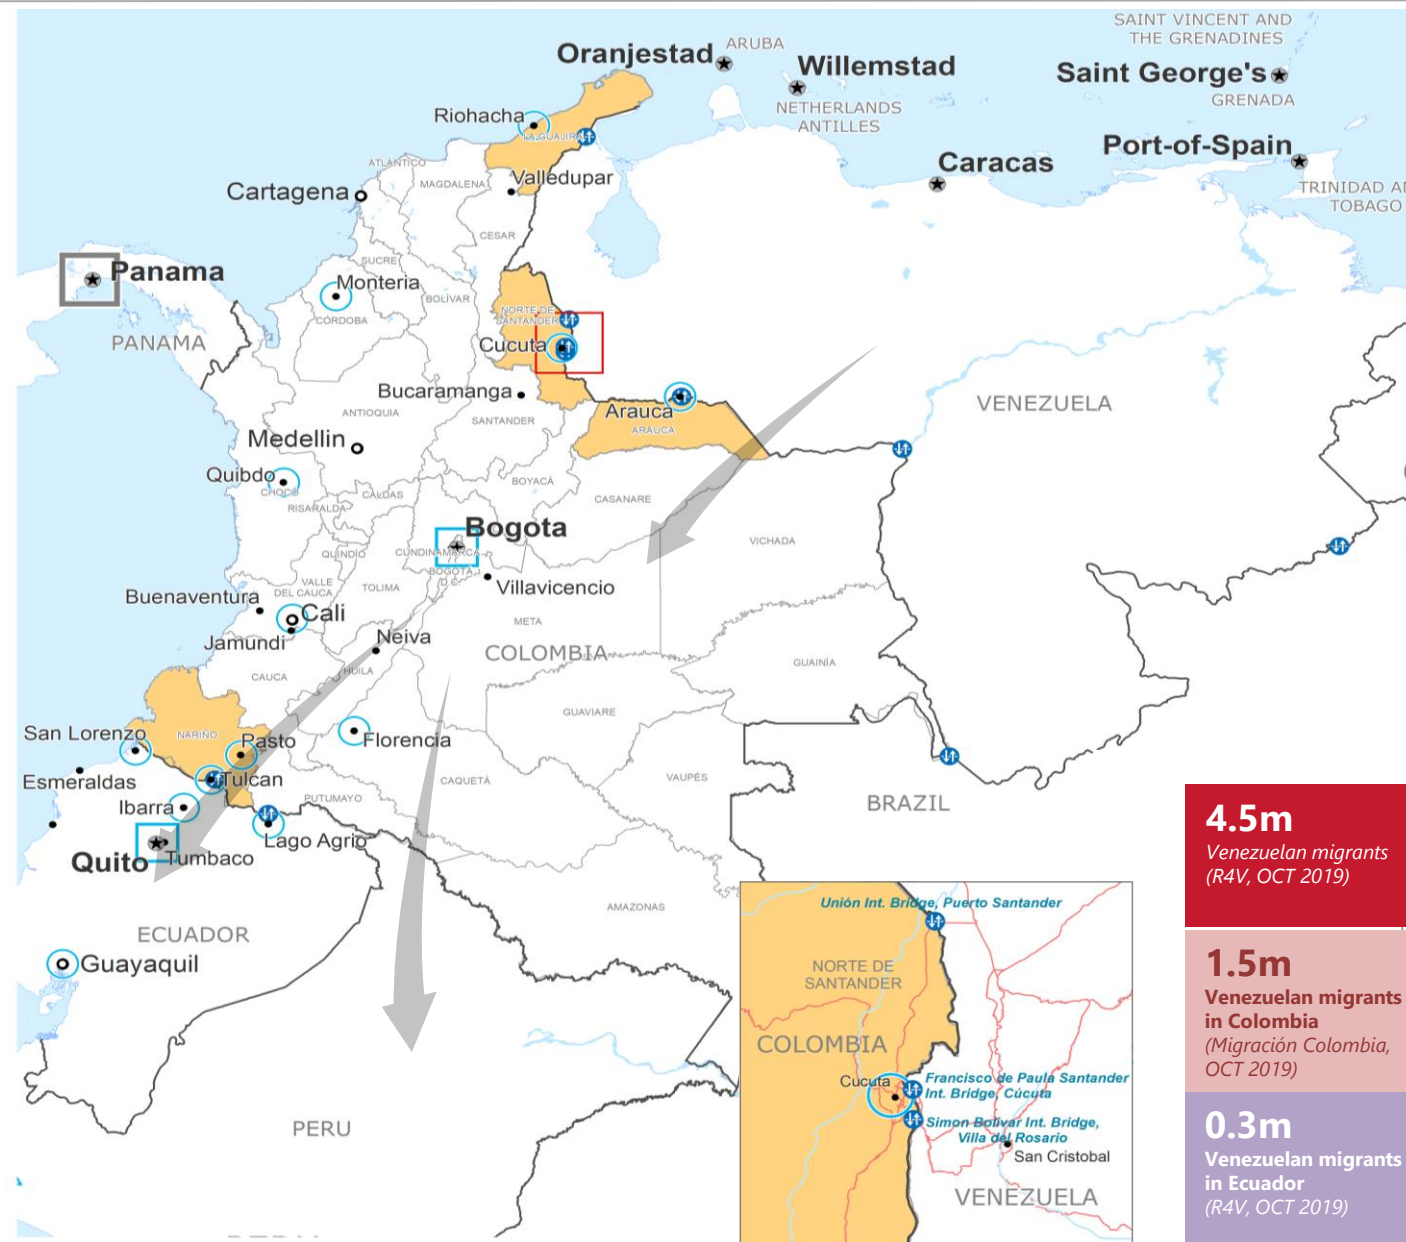 SAINT VINCENT AND
THE GRENADINES
Oranjestad
ARUBA
Willemstad
Saint George's
GRENADA
NETHERLANDS
ANTILLES
Riohacha
LA GUAJIRA
Port-of-Spain
Caracas
ATLÁNTICO
MAGDALENA
Valledupar
TRINIDAD
TOBAGO
Cartagena
CESAR
SUCRE
Panama
Monteria
BOLÍVAR
CÓRDOBA
NORTE DE
SANTANDER
PANAMA
Cucuta
Bucaramanga
ANTIOQUIA
SANTANDER
Arauca
ARAUCA
VENEZUELA
Medellin
Quibdo
CHOCÓ
CALDAS
BOYACÁ
CASANARE
RISARALDA
Bogota
VICHADA
QUINDÍO
CUNDINAMARCA
BOGOTÁ,
D.C.
VALLE
DEL CAUCA
TOLIMA
Villavicencio
Buenaventura
Cali
META
Jamundi
Neiva
COLOMBIA
HUILA
GUAINÍA
CAUCA
GUAVIARE
San Lorenzo
NARIÑO
Pasto
Florencia
Esmeraldas
Tulcan
CAQUETÁ
VAUPÉS
PUTUMAYO
Ibarra
BRAZIL
Lago Agrio
Quito
Tumbaco
AMAZONAS
ECUADOR
Guayaquil
PERU
Unión Int. Bridge, Puerto Santander
NORTE DE
SANTANDER
COLOMBIA
Cucuta
Francisco de Paula Santander
Int. Bridge, Cúcuta
Simon Bolivar Int. Bridge,
Villa del Rosario
San Cristobal
VENEZUELA
4.5m
Venezuelan migrants
(R4V, OCT 2019)
1.5m
Venezuelan migrants
in Colombia
(Migración Colombia,
OCT 2019)
0.3m
Venezuelan migrants
in Ecuador
(R4V, OCT 2019)